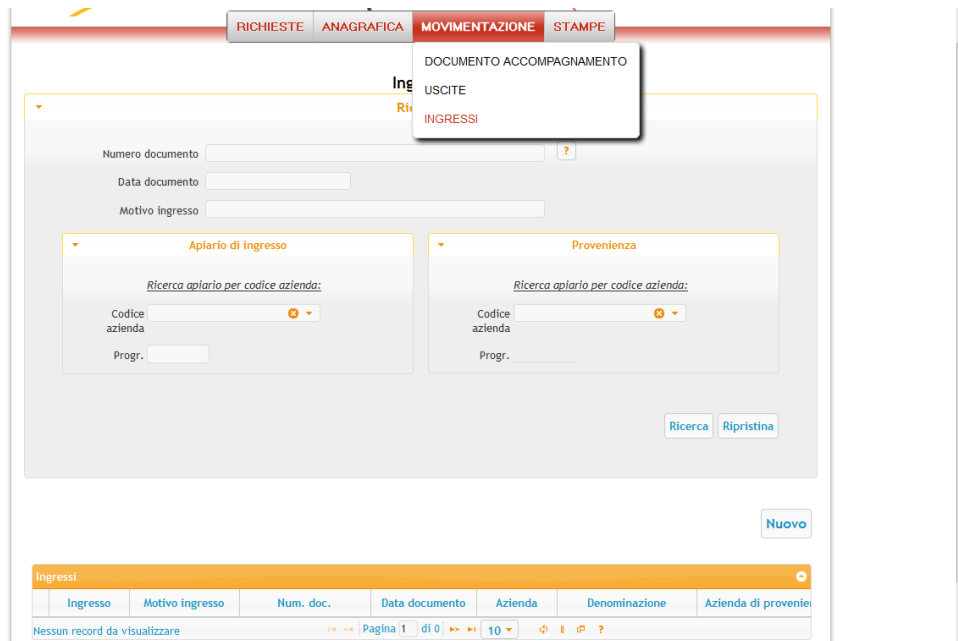 RICHIESTE ANAGRAFICA MOVIMENTAZIONE STAMPE
DOCUMENTO ACCOMPAGNAMENTO
USCITE
INGRESSI
Numero documento ?
Data documento
Motivo ingresso
Apiario di ingresso
Ricerca apiario per codice azienda:
Codice
azienda
Progr.
Provenienza
Ricerca apiario per codice azienda:
Codice
azienda
Progr.
Ricerca Ripristina
Nuovo
Ingressi
Ingresso Motivo ingresso Num. doc. Data documento Azienda Denominazione Azienda di
Nessun record da visualizzare Pagina 1 di 0 10 ?